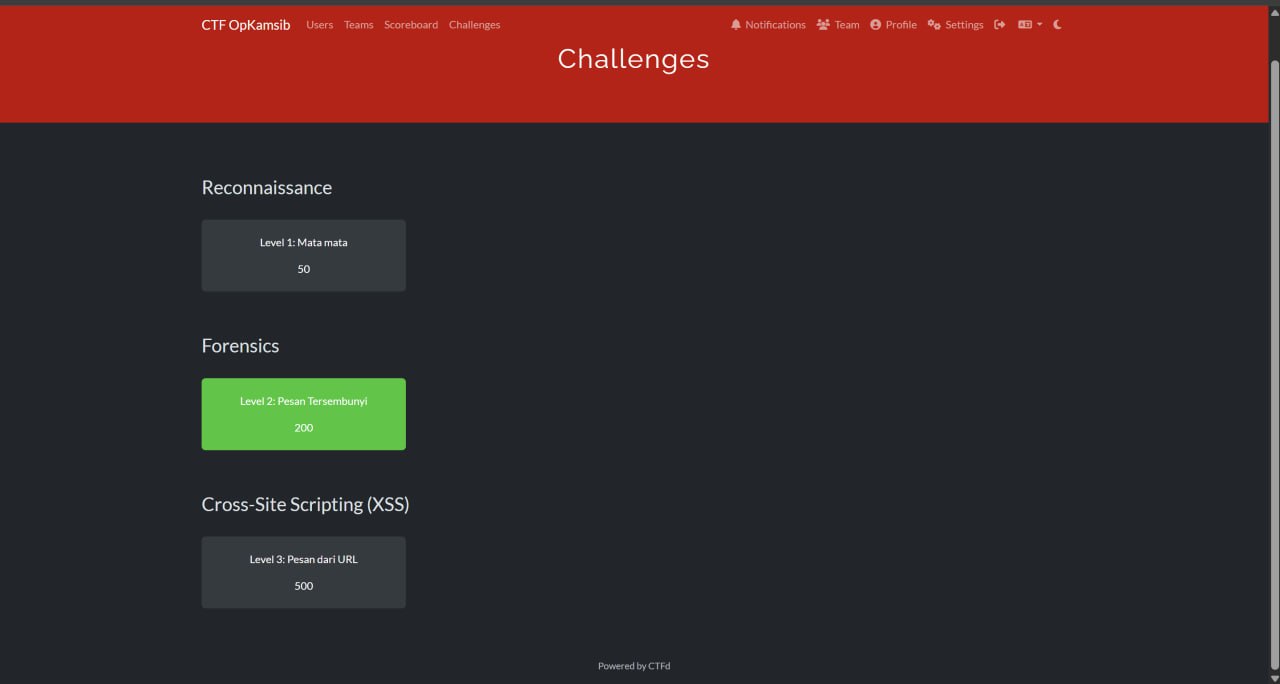 CTF OpKamsib Users Teams Scoreboard Challenges Notifications Team Profile Settings
Challenges
Reconnaissance
Level 1: Mata mata
50
Forensics
Level 2: Pesan Tersembunyi
200
Cross-Site Scripting (XSS)
Level 3: Pesan dari URL
500
Powered by CTFd